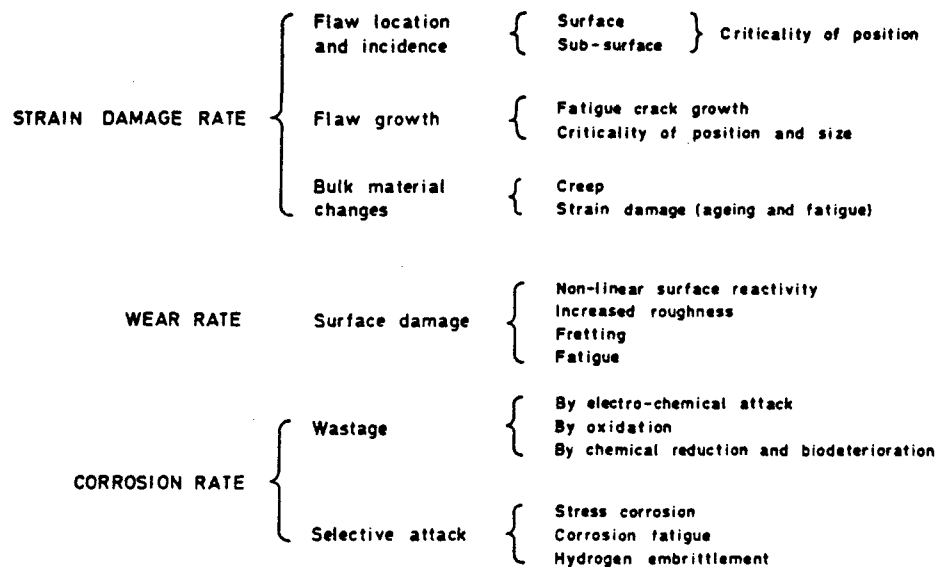 Flaw location
and incidence
Surface
Sub-surface
Criticality of position
STRAIN DAMAGE RATE
Flaw growth
Fatigue crack growth
Criticality of position and size
Bulk material
changes
Creep
Strain damage (ageing and fatigue)
WEAR RATE
Surface damage
Non-linear surface reactivity
Increased roughness
Fretting
Fatigue
CORROSION RATE
Wastage
By electro-chemical attack
By oxidation
By chemical reduction and biodeterioration
Selective attack
Stress corrosion
Corrosion fatigue
Hydrogen embrittlement